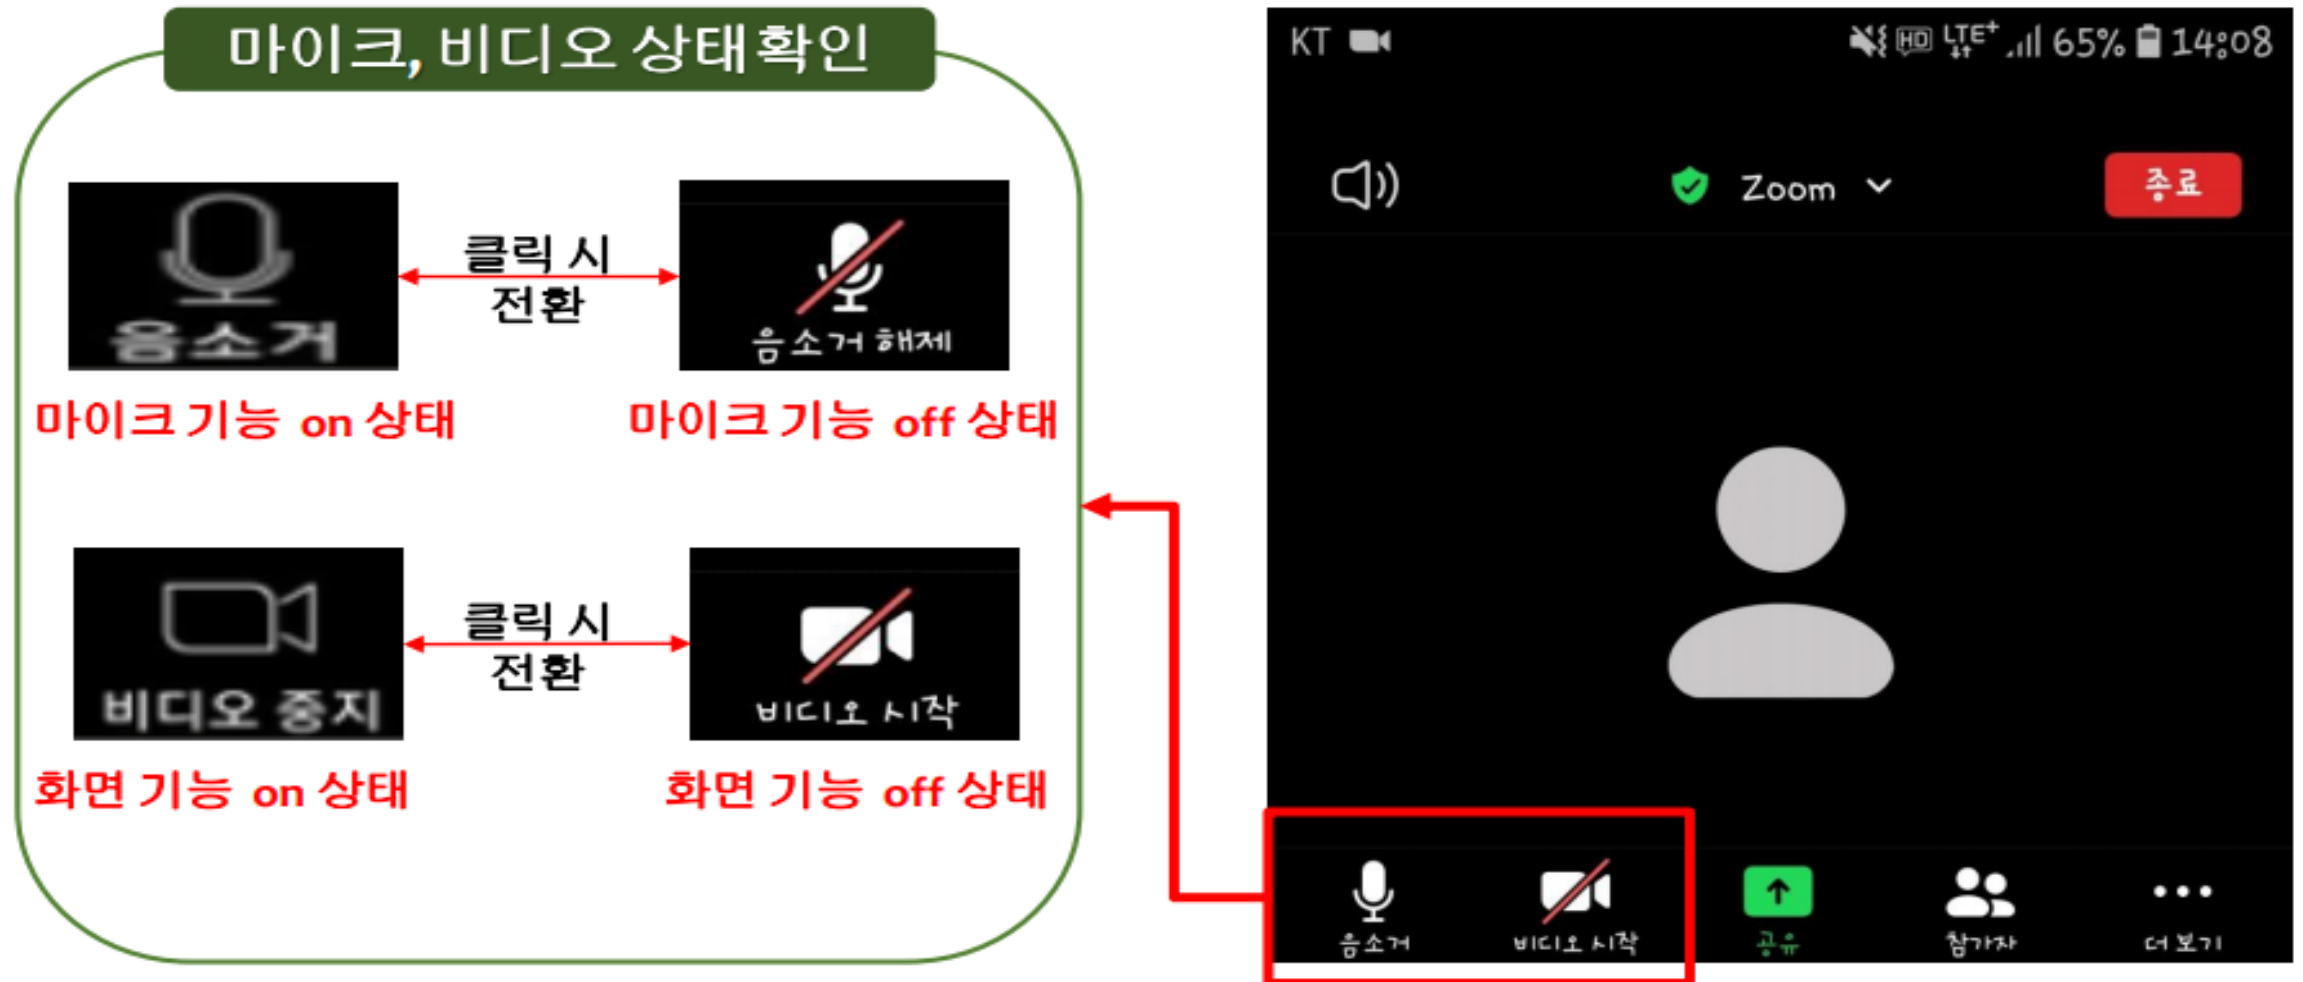 마이크, 비디오 상태확인
음소거
클릭 시
전환
음소거 해제
마이크 기능 on 상태
마이크 기능 off 상태
비디오 중지
클릭 시
전환
비디오 시작
화면 기능 on 상태
화면 기능 off 상태
KT
HD LTE+ 65% 14:08
Zoom
종료
음소거
비디오 시작
공유
참가자
더 보기